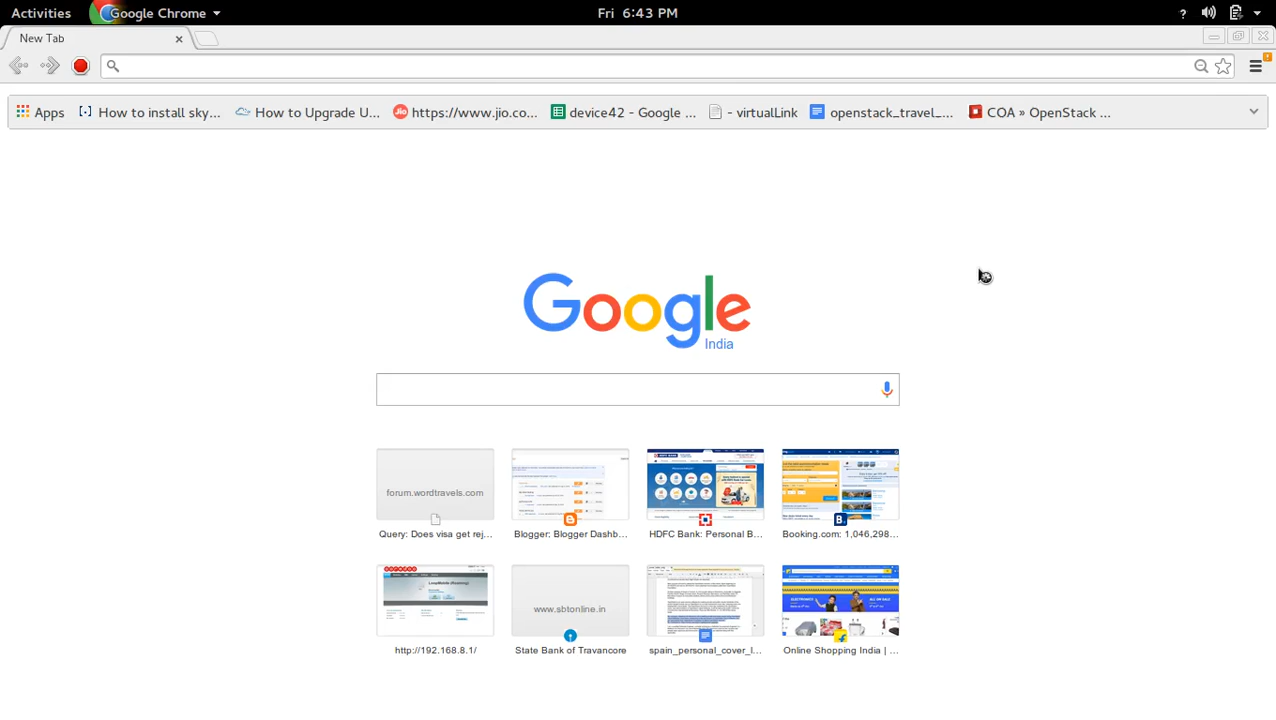 Activities Google Chrome Fri 6:43 PM ?
New Tab
Apps How to install sky... How to Upgrade U... https://www.jio.co... device42 - Google ... - virtualLink openstack_travel_... COA » OpenStack ...
Google
India
forum.wordtravels.com
Query: Does visa get rej... Blogger: Blogger Dashb... HDFC Bank: Personal B... Booking.com: 1,046,298...
www.sbtonline.in
http://192.168.8.1/ State Bank of Travancore spain_personal_cover_l... Online Shopping India | ...